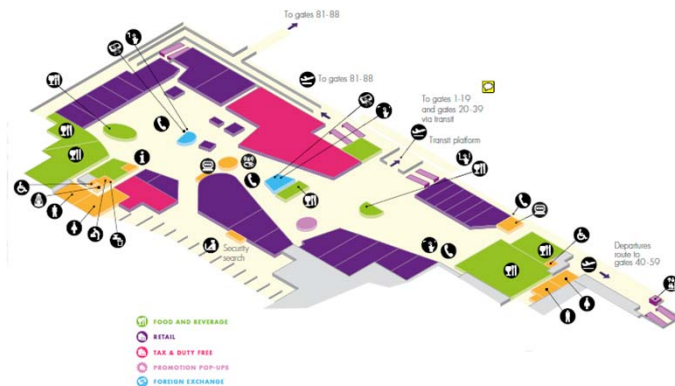 To gates 81-88
To gates 81-88
To gates 1-19
and gates 20-39
via transit
Transit platform
Security
search
Departures
route to
gates 40-59
FOOD AND BEVERAGE
RETAIL
TAX & DUTY FREE
PROMOTION POP-UPS
FOREIGN EXCHANGE